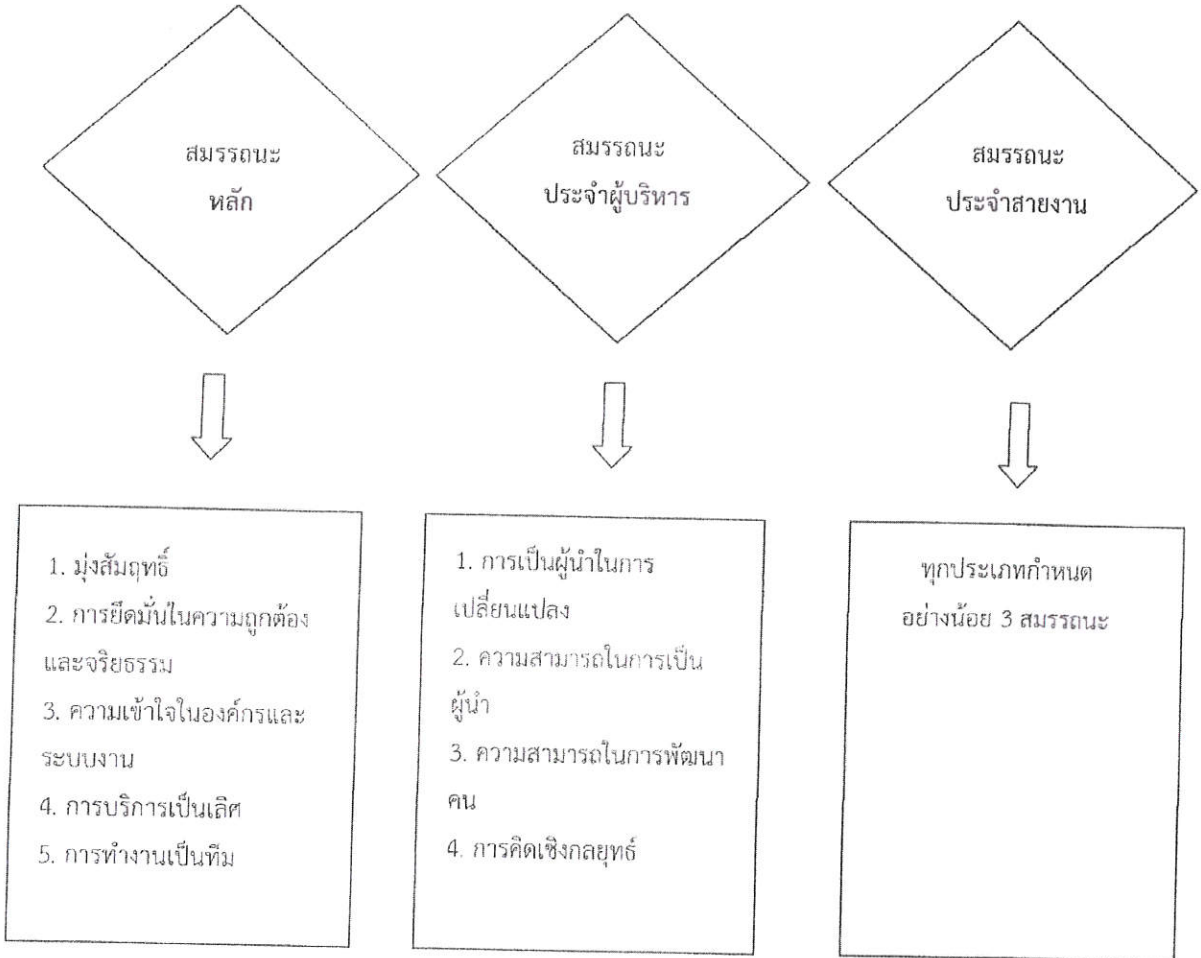 สมรรถนะ
หลัก
สมรรถนะ
ประจำผู้บริหาร
สมรรถนะ
ประจำสายงาน
1. มุ่งสัมฤทธิ์
2. การยึดมั่นในความถูกต้อง
และจริยธรรม
3. ความเข้าใจในองค์กรและ
ระบบงาน
4. การบริการเป็นเลิศ
5. การทำงานเป็นทีม
1. การเป็นผู้นำในการ
เปลี่ยนแปลง
2. ความสามารถในการเป็น
ผู้นำ
3. ความสามารถในการพัฒนา
คน
4. การคิดเชิงกลยุทธ์
ทุกประเภทกำหนด
อย่างน้อย 3 สมรรถนะ